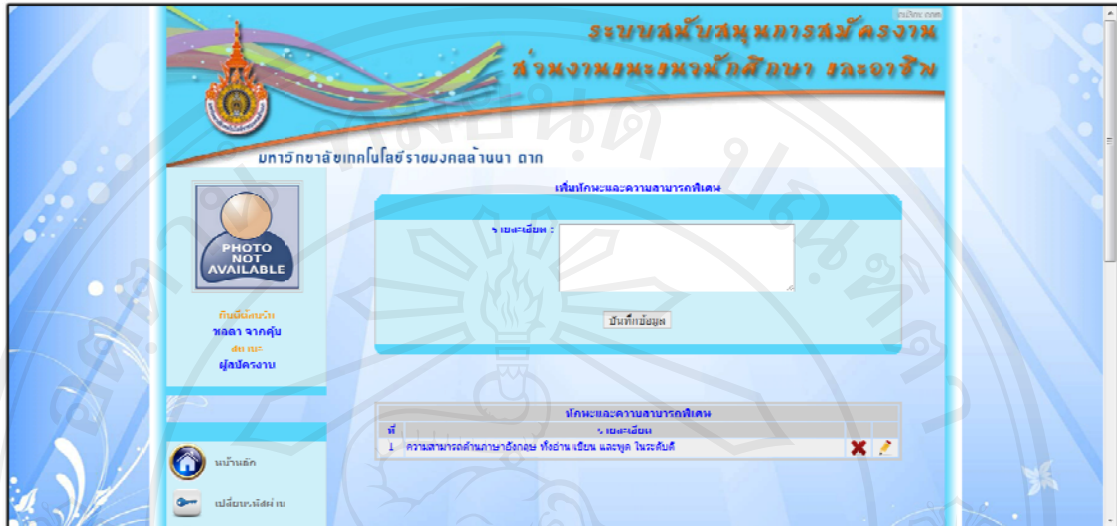 ระบบสนับสนุนการสมัครงาน
ส่วนงานแนะแนวนักศึกษา และอาชีพ
มหาวิทยาลัยเทคโนโลยีราชมงคลล้านนา ตาก
เพิ่มทักษะและความสามารถพิเศษ
PHOTO
NOT
AVAILABLE
รายละเอียด :
บันทึกข้อมูล
ยินดีต้อนรับ
สถานะ
ผู้สมัครงาน
ทักษะและความสามารถพิเศษ
ที่ รายละเอียด
1 ความสามารถด้านภาษาอังกฤษ ทั้งอ่าน เขียน และพูด ในระดับดี
หน้าหลัก
เปลี่ยนรหัสผ่าน